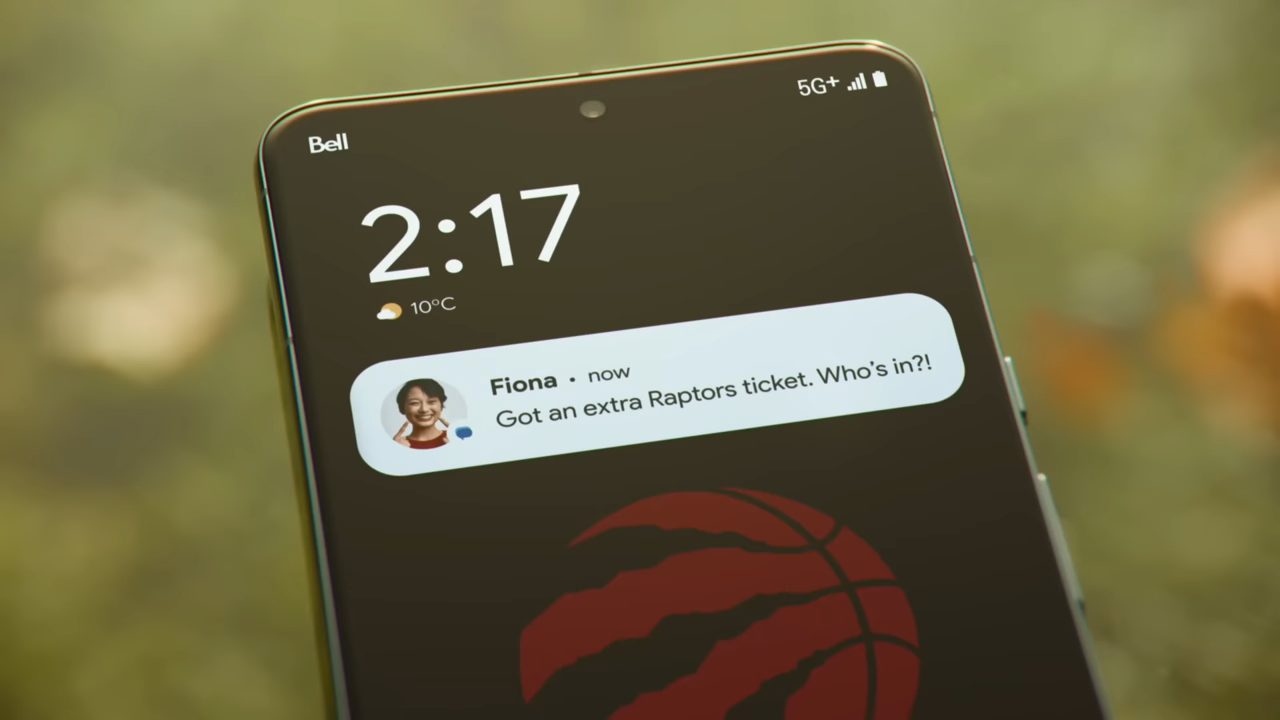 5G+
Bell
2:17
10°C
Fiona • now
Got an extra Raptors ticket. Who's in?!